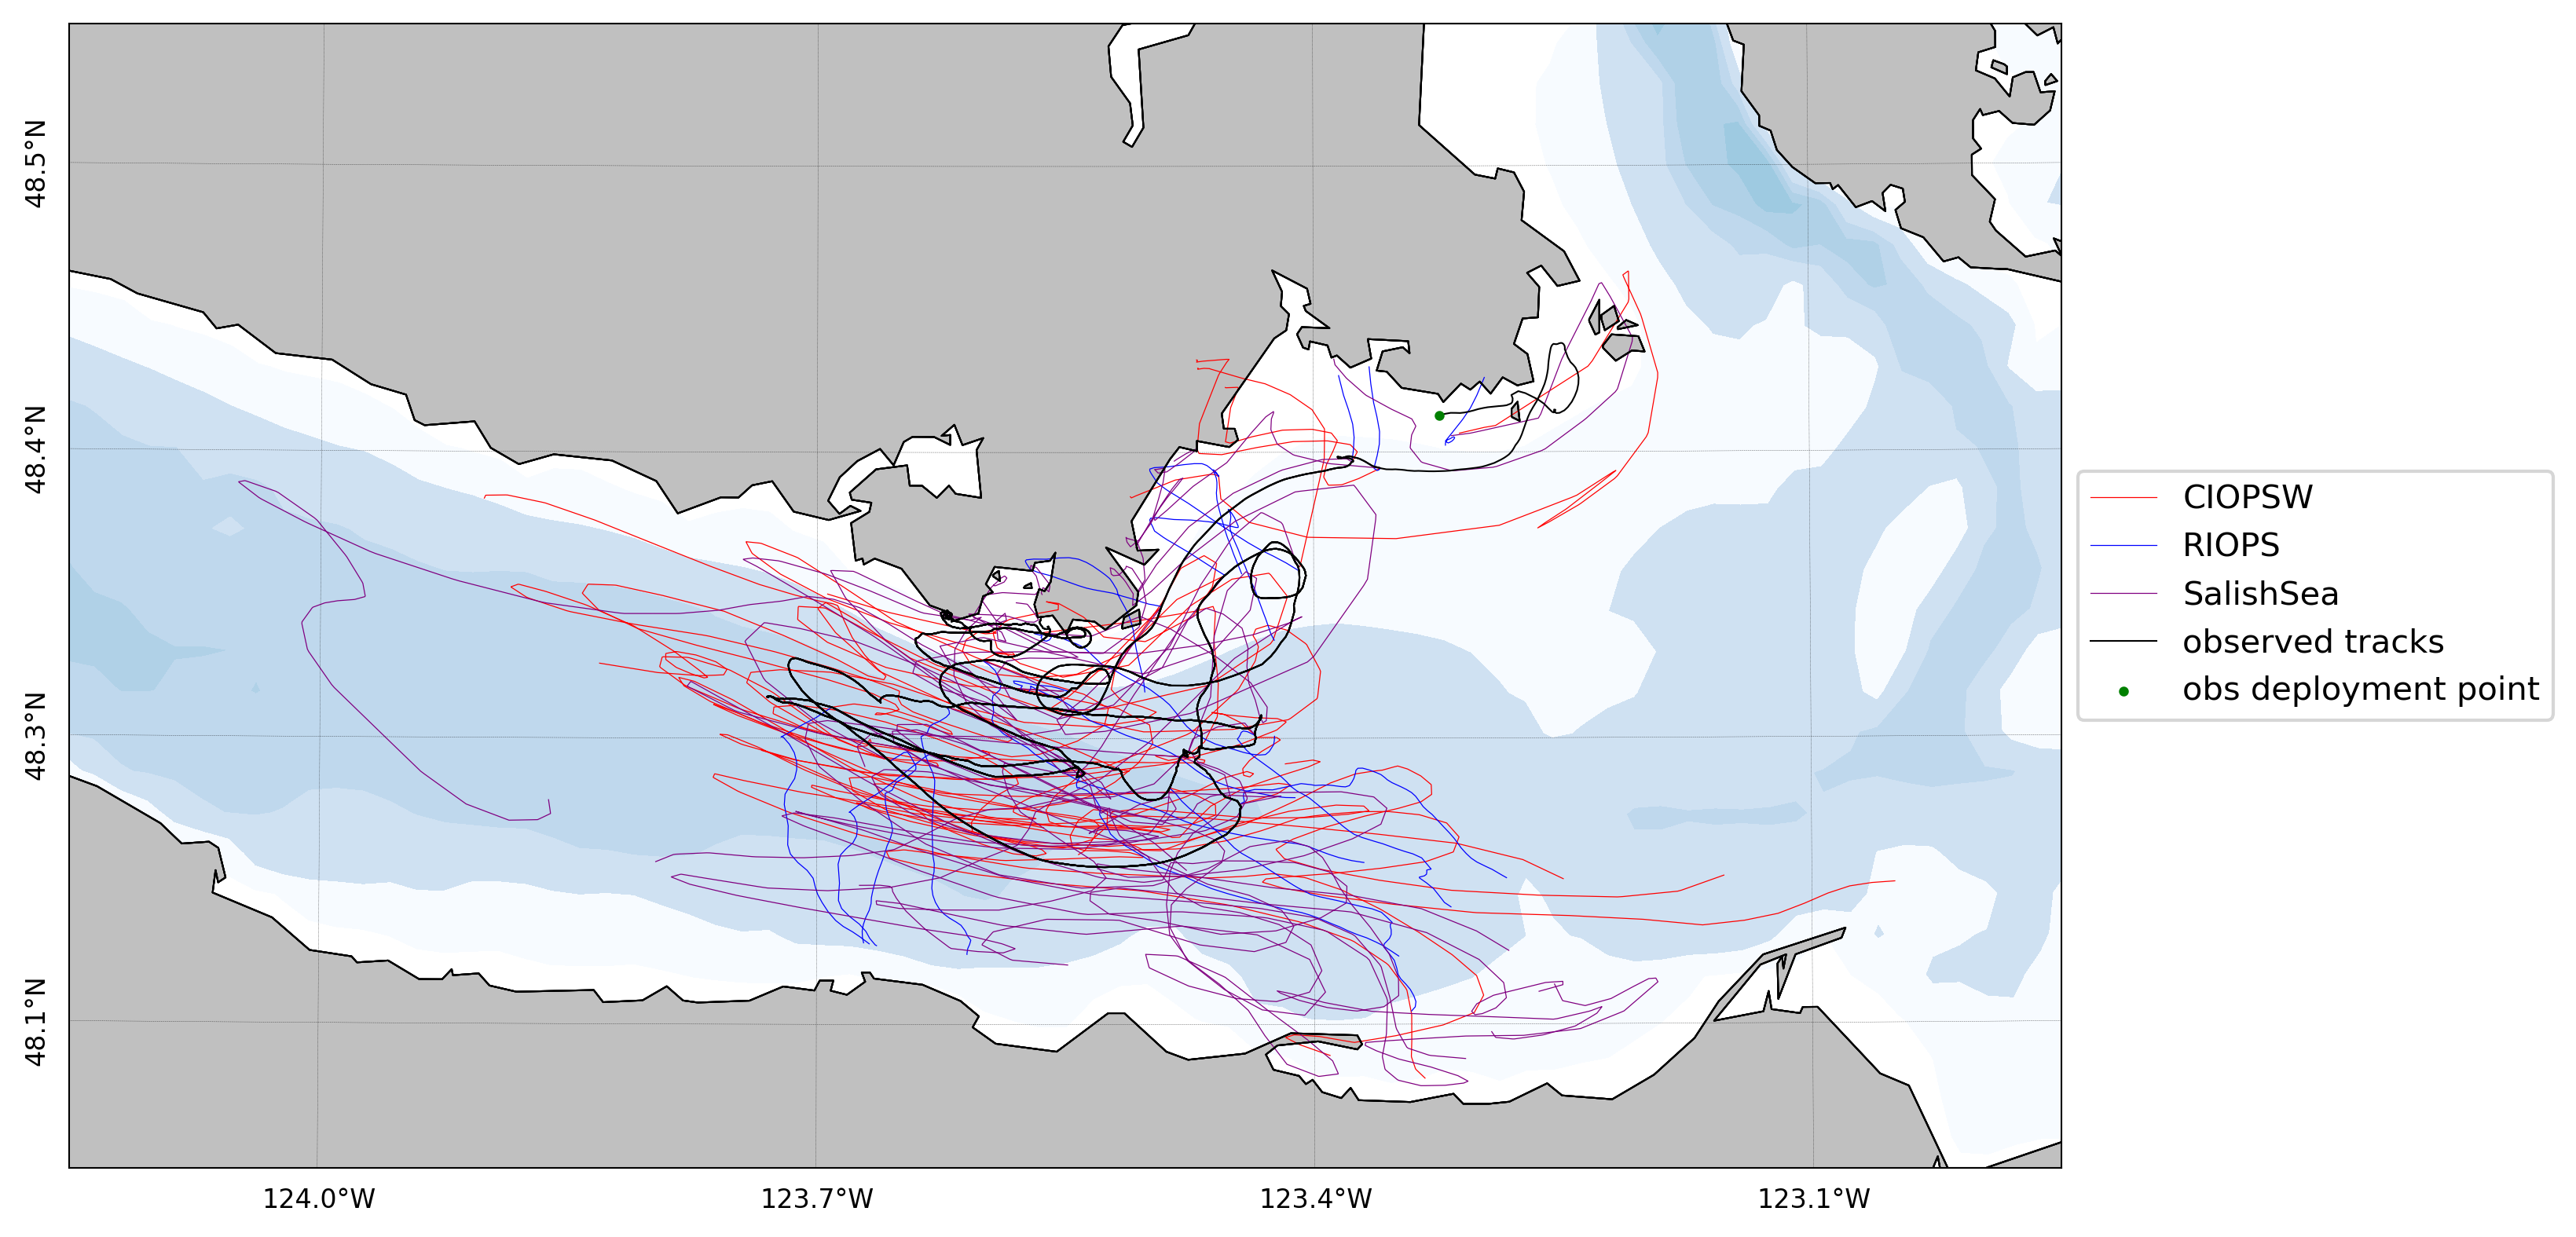 48.5°N
48.4°N
48.3°N
48.1°N
124.0°W
123.7°W
123.4°W
123.1°W
CIOPSW
RIOPS
SalishSea
observed tracks
obs deployment point